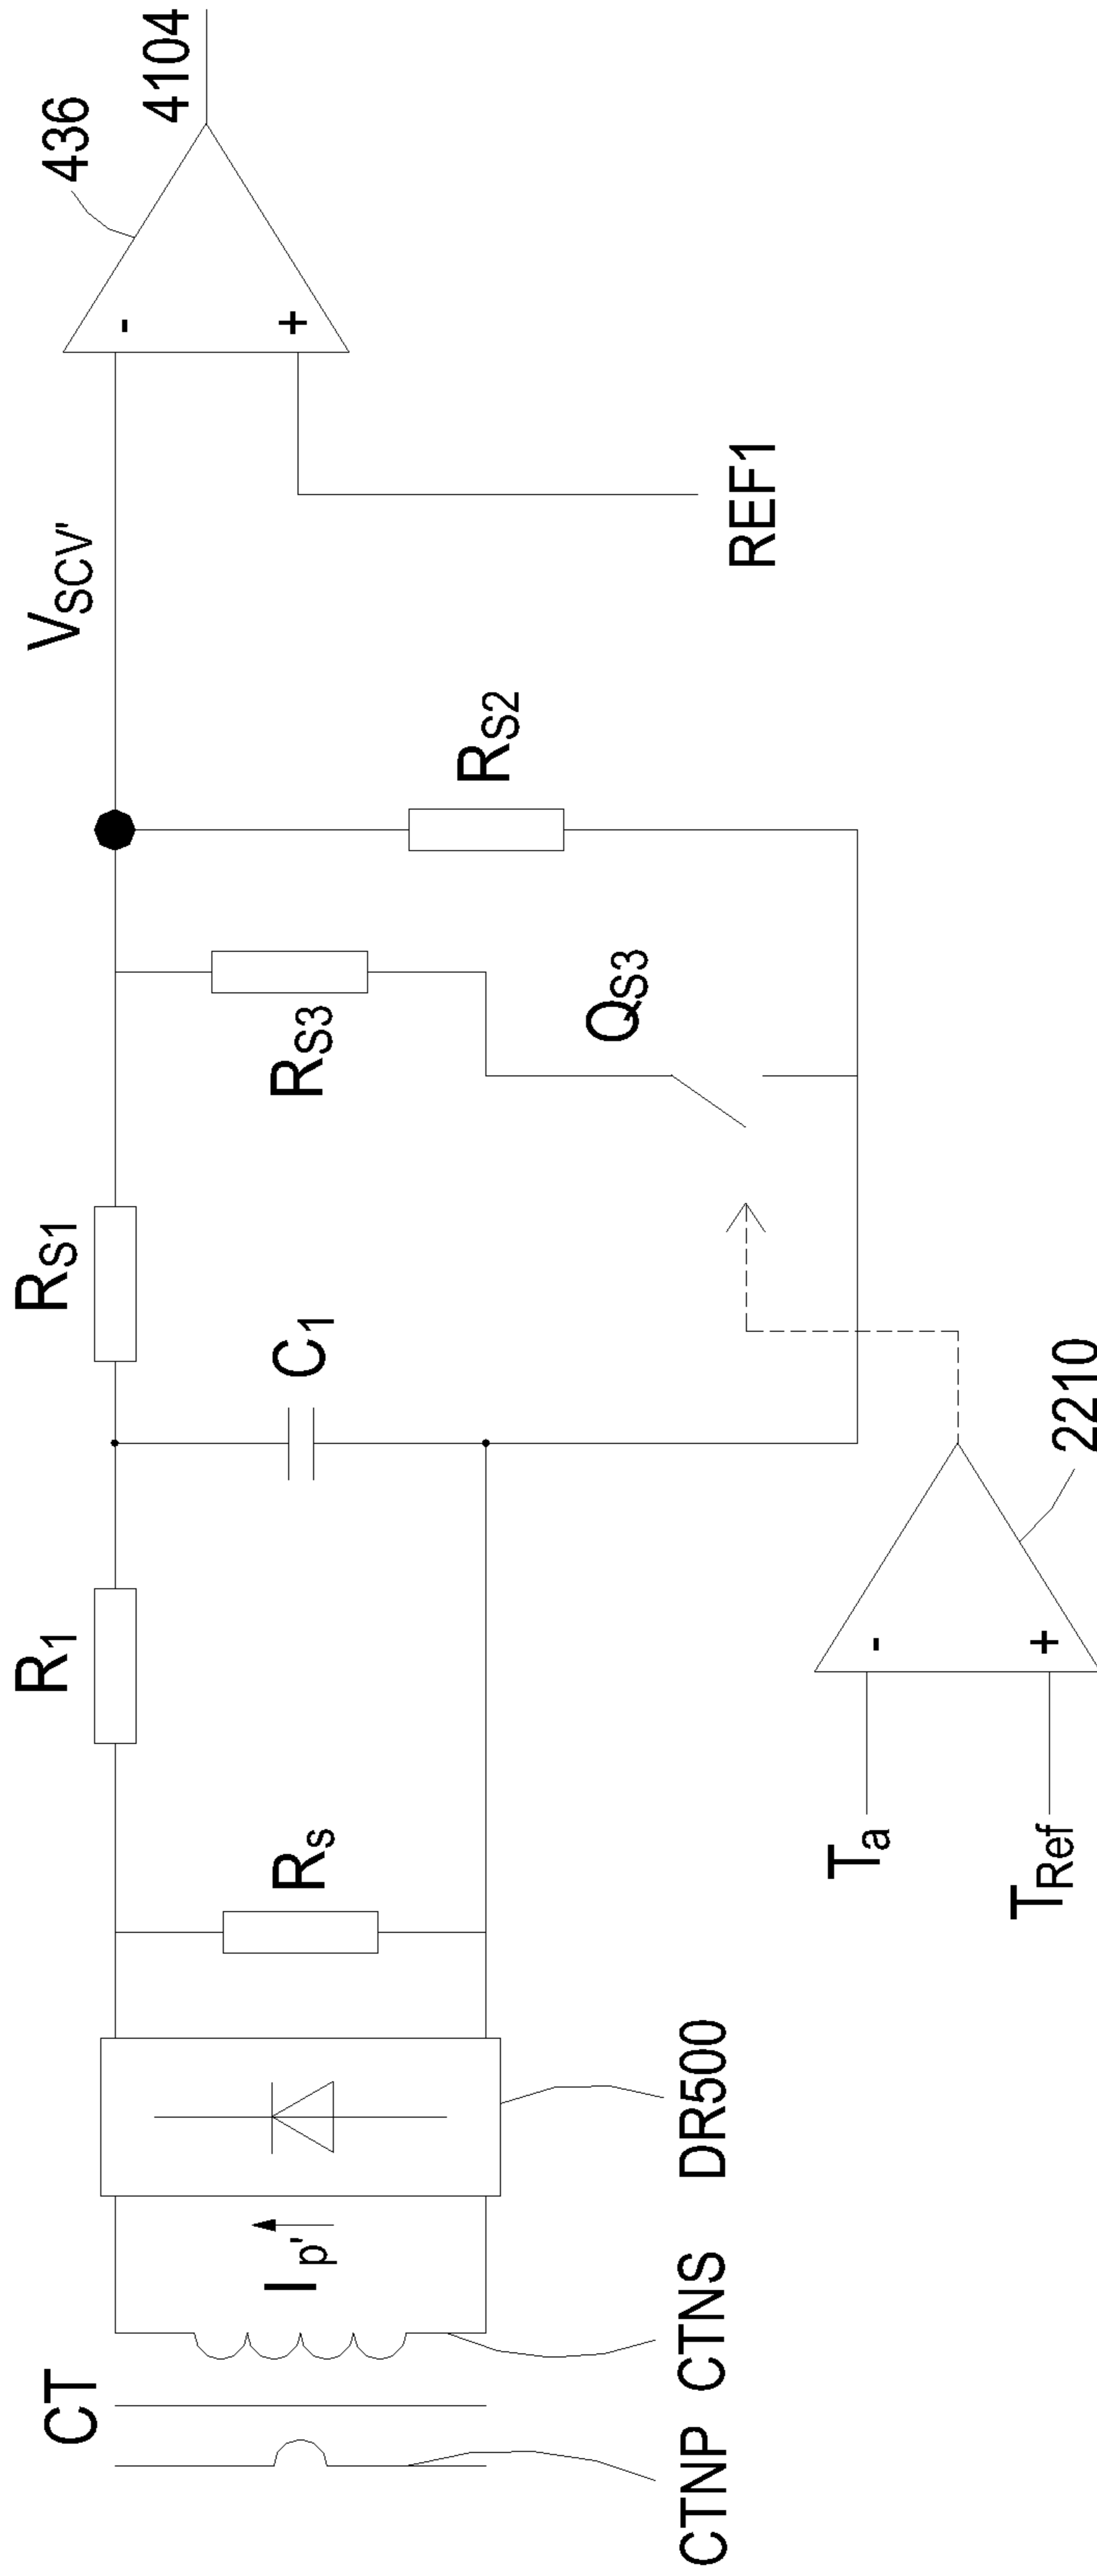 CT
CTNP
CTNS
Ip'
DR500
Rs
R1
C1
RS1
RS3
QS3
RS2
VSCV'
REF1
-
+
436
4104
Ta
TRef
-
+
2210